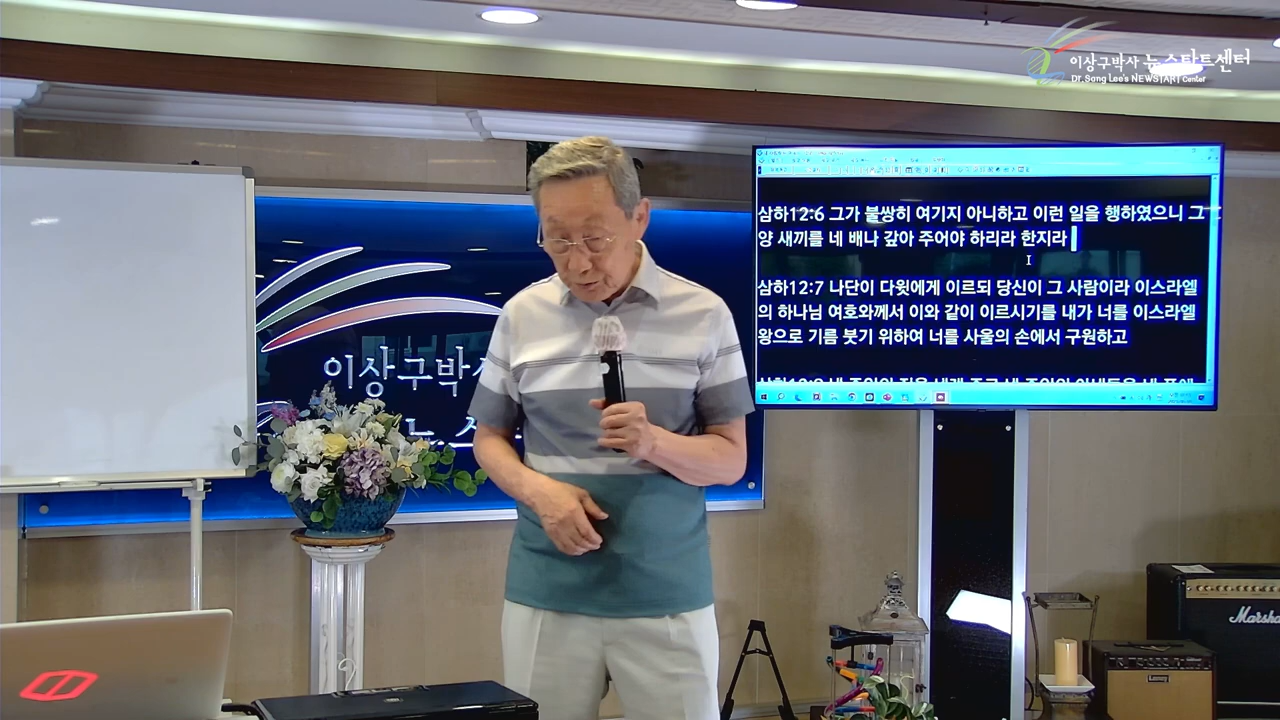 이상구박사 뉴스타트센터
Dr. Sang Lee's NEWSTART Center
삼하12:6 그가 불쌍히 여기지 아니하고 이런 일을 행하였으니 그
양 새끼를 네 배나 갚아 주어야 하리라 한지라
삼하12:7 나단이 다윗에게 이르되 당신이 그 사람이라 이스라엘
의 하나님 여호와께서 이와 같이 이르시기를 내가 너를 이스라엘
왕으로 기름 붓기 위하여 너를 사울의 손에서 구원하고
이상구박사
뉴 스
Marsha
Laney